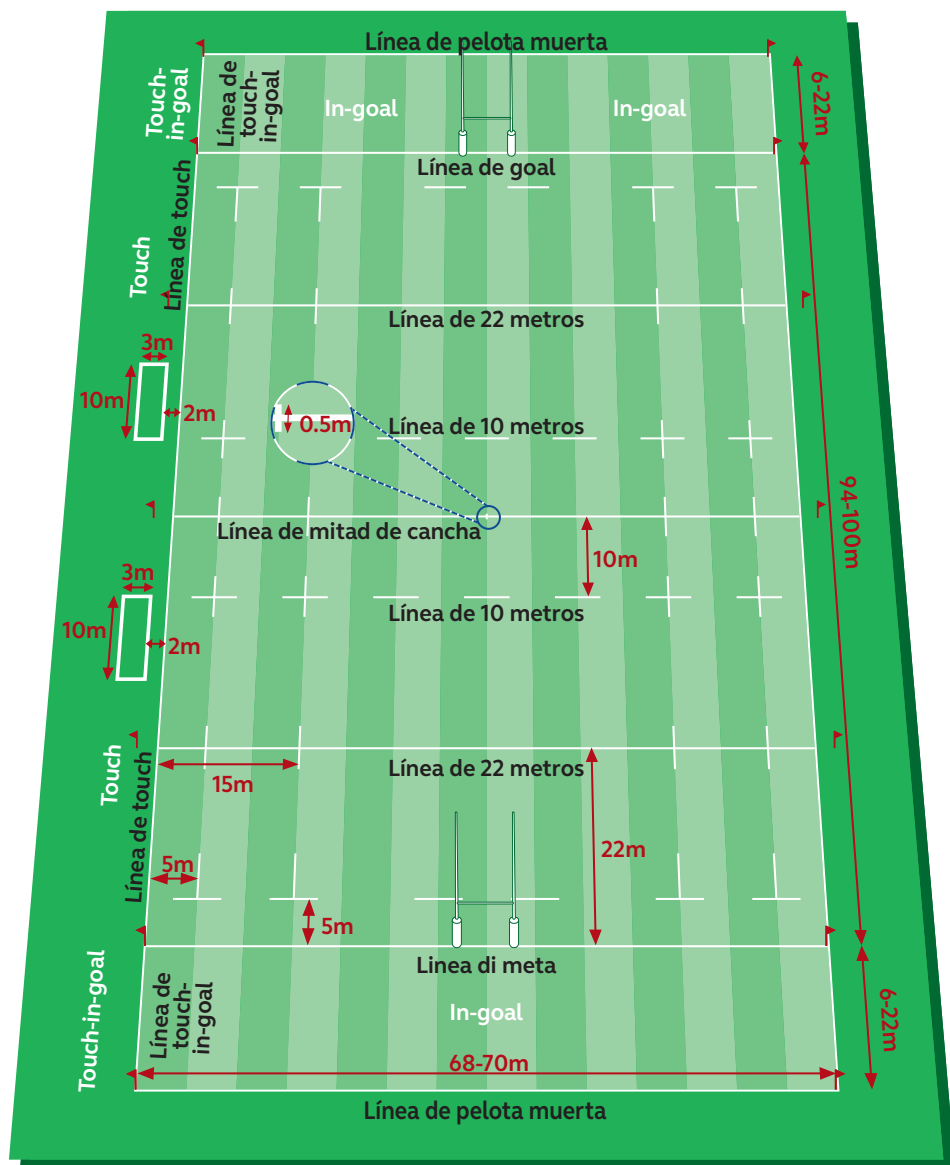 Línea de pelota muerta
Touch-
in-goal
Línea de
touch-
in-goal
In-goal
In-goal
6-22m
Línea de goal
Línea de touch
Touch
Línea de 22 metros
3m
10m
2m
0.5m
Línea de 10 metros
94-100m
Línea de mitad de cancha
10m
3m
10m
2m
Línea de 10 metros
Touch
Línea de touch
15m
Línea de 22 metros
22m
5m
5m
Linea di meta
Touch-in-goal
Línea de
touch-
in-goal
In-goal
6-22m
68-70m
Línea de pelota muerta